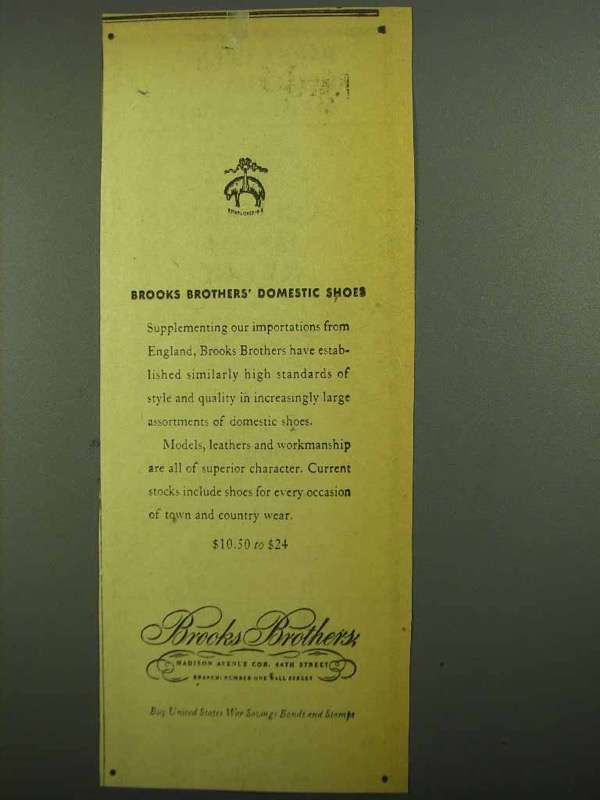 BROOKS BROTHERS' DOMESTIC SHOES
Supplementing our importations from
England, Brooks Brothers have estab-
lished similarly high standards of
style and quality in increasingly large
assortments of domestic shoes.
Models, leathers and workmanship
are all of superior character. Current
stocks include shoes for every occasion
of town and country wear.
$10.50 to $24
Brooks Brothers,
MADISON AVENUE COR. 44TH STREET
BRANCH: NUMBER ONE WALL STREET
Buy United States War Savings Bonds and Stamps